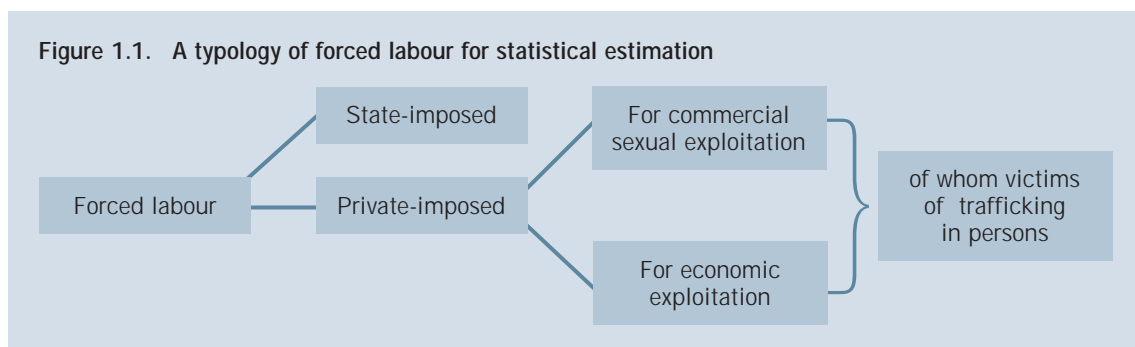 Figure 1.1. A typology of forced labour for statistical estimation
State-imposed
For commercial
sexual exploitation
Forced labour
Private-imposed
of whom victims
of trafficking
in persons
For economic
exploitation